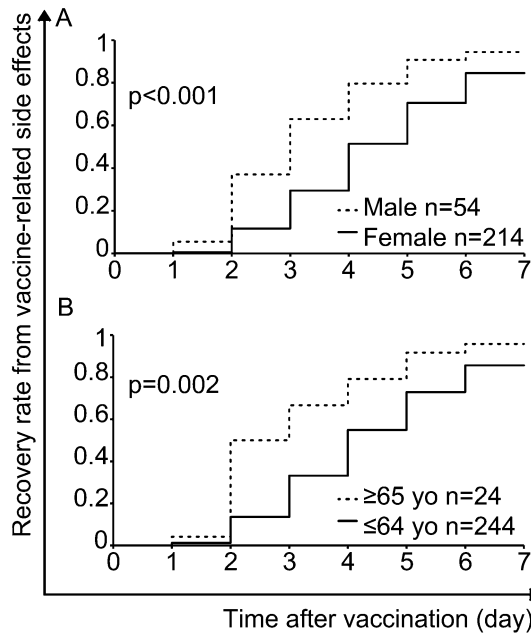 Recovery rate from vaccine-related side effects
A
1
0.8
0.6
0.4
0.2
0
p<0.001
Male n=54
Female n=214
0 1 2 3 4 5 6 7
B
1
0.8
0.6
0.4
0.2
0
p=0.002
≥65 yo n=24
≤64 yo n=244
0 1 2 3 4 5 6 7
Time after vaccination (day)